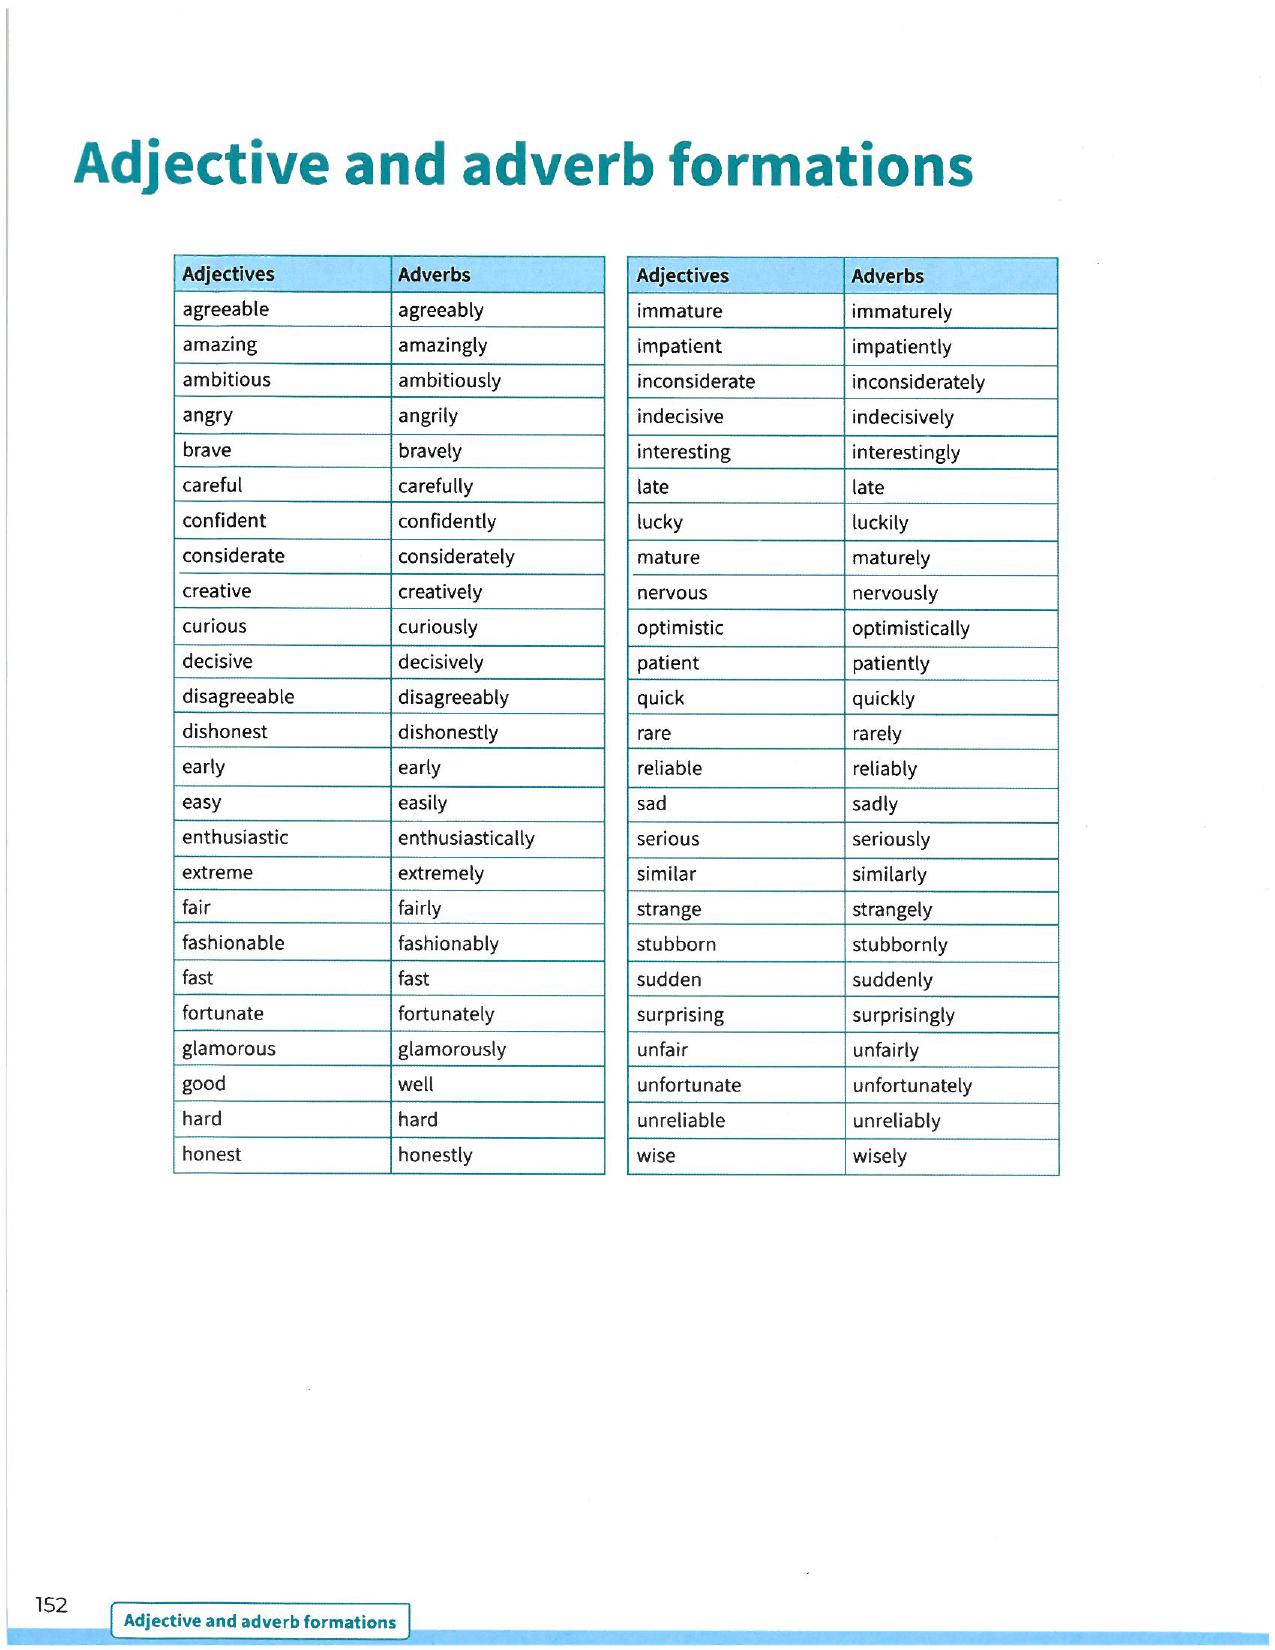 Adjective and adverb formations
Adjectives Adverbs
agreeable agreeably
amazing amazingly
ambitious ambitiously
angry angrily
brave bravely
careful carefully
confident confidently
considerate considerately
creative creatively
curious curiously
decisive decisively
disagreeable disagreeably
dishonest dishonestly
early early
easy easily
enthusiastic enthusiastically
extreme extremely
fair fairly
fashionable fashionably
fast fast
fortunate fortunately
glamorous glamorously
good well
hard hard
honest honestly
Adjectives Adverbs
immature immaturely
impatient impatiently
inconsiderate inconsiderately
indecisive indecisively
interesting interestingly
late late
lucky luckily
mature maturely
nervous nervously
optimistic optimistically
patient patiently
quick quickly
rare rarely
reliable reliably
sad sadly
serious seriously
similar similarly
strange strangely
stubborn stubbornly
sudden suddenly
surprising surprisingly
unfair unfairly
unfortunate unfortunately
unreliable unreliably
wise wisely
152
Adjective and adverb formations